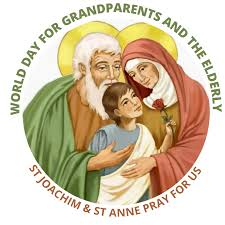 WORLD DAY FOR GRANDPARENTS AND THE ELDERLY
ST JOACHIM & ST ANNE PRAY FOR US